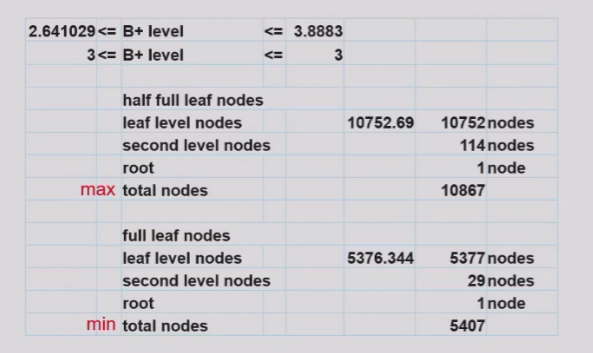 2.641029 <= B+ level <= 3.8883
3 <= B+ level <= 3
half full leaf nodes
leaf level nodes 10752.69 10752 nodes
second level nodes 114 nodes
root 1 node
max total nodes 10867
full leaf nodes
leaf level nodes 5376.344 5377 nodes
second level nodes 29 nodes
root 1 node
min total nodes 5407